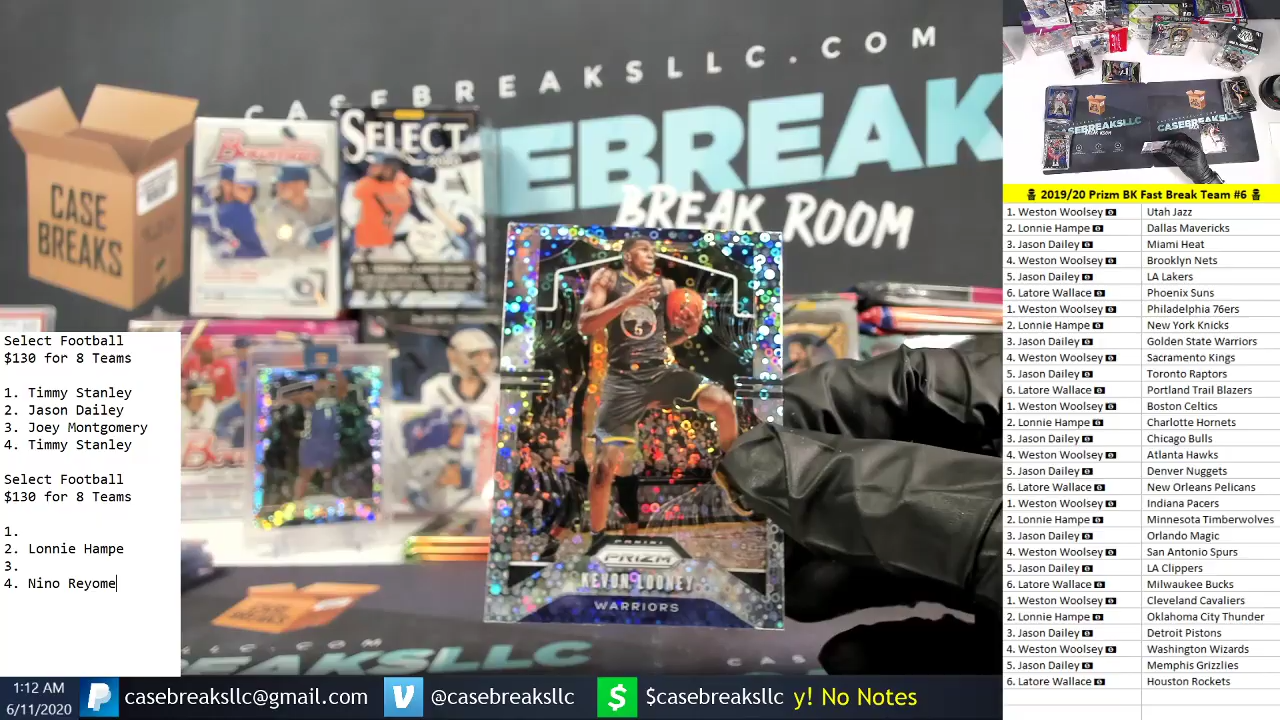 CASEBREAKSLLC.COM
EBREAK
BREAK ROOM
CASE
BREAKS
Bowman
SELECT
5
PANINI
PRIZM
KEVON LOONEY
WARRIORS
Select Football
$130 for 8 Teams
1. Timmy Stanley
2. Jason Dailey
3. Joey Montgomery
4. Timmy Stanley
Select Football
$130 for 8 Teams
1.
2. Lonnie Hampe
3.
4. Nino Reyome
EAKSLLC
1:12 AM
6/11/2020
casebreaksllc@gmail.com
@casebreaksllc
$ $casebreaksllc
y! No Notes
CASEBREAKSLLC
2019/20 Prizm BK Fast Break Team #6
1. Weston Woolsey Utah Jazz
2. Lonnie Hampe Dallas Mavericks
3. Jason Dailey Miami Heat
4. Weston Woolsey Brooklyn Nets
5. Jason Dailey LA Lakers
6. Latore Wallace Phoenix Suns
1. Weston Woolsey Philadelphia 76ers
2. Lonnie Hampe New York Knicks
3. Jason Dailey Golden State Warriors
4. Weston Woolsey Sacramento Kings
5. Jason Dailey Toronto Raptors
6. Latore Wallace Portland Trail Blazers
1. Weston Woolsey Boston Celtics
2. Lonnie Hampe Charlotte Hornets
3. Jason Dailey Chicago Bulls
4. Weston Woolsey Atlanta Hawks
5. Jason Dailey Denver Nuggets
6. Latore Wallace New Orleans Pelicans
1. Weston Woolsey Indiana Pacers
2. Lonnie Hampe Minnesota Timberwolves
3. Jason Dailey Orlando Magic
4. Weston Woolsey San Antonio Spurs
5. Jason Dailey LA Clippers
6. Latore Wallace Milwaukee Bucks
1. Weston Woolsey Cleveland Cavaliers
2. Lonnie Hampe Oklahoma City Thunder
3. Jason Dailey Detroit Pistons
4. Weston Woolsey Washington Wizards
5. Jason Dailey Memphis Grizzlies
6. Latore Wallace Houston Rockets